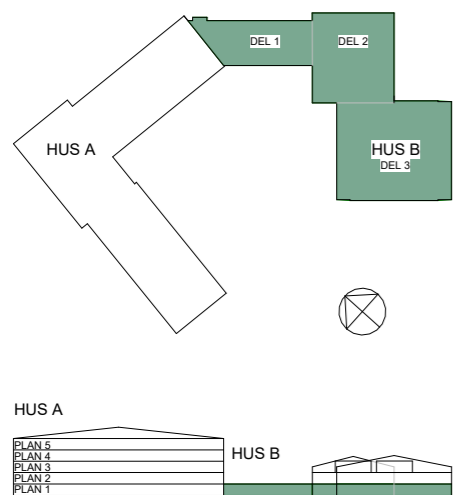 DEL 1
DEL 2
HUS A
HUS B
DEL 3
HUS A
PLAN 5
PLAN 4
PLAN 3
PLAN 2
PLAN 1
HUS B